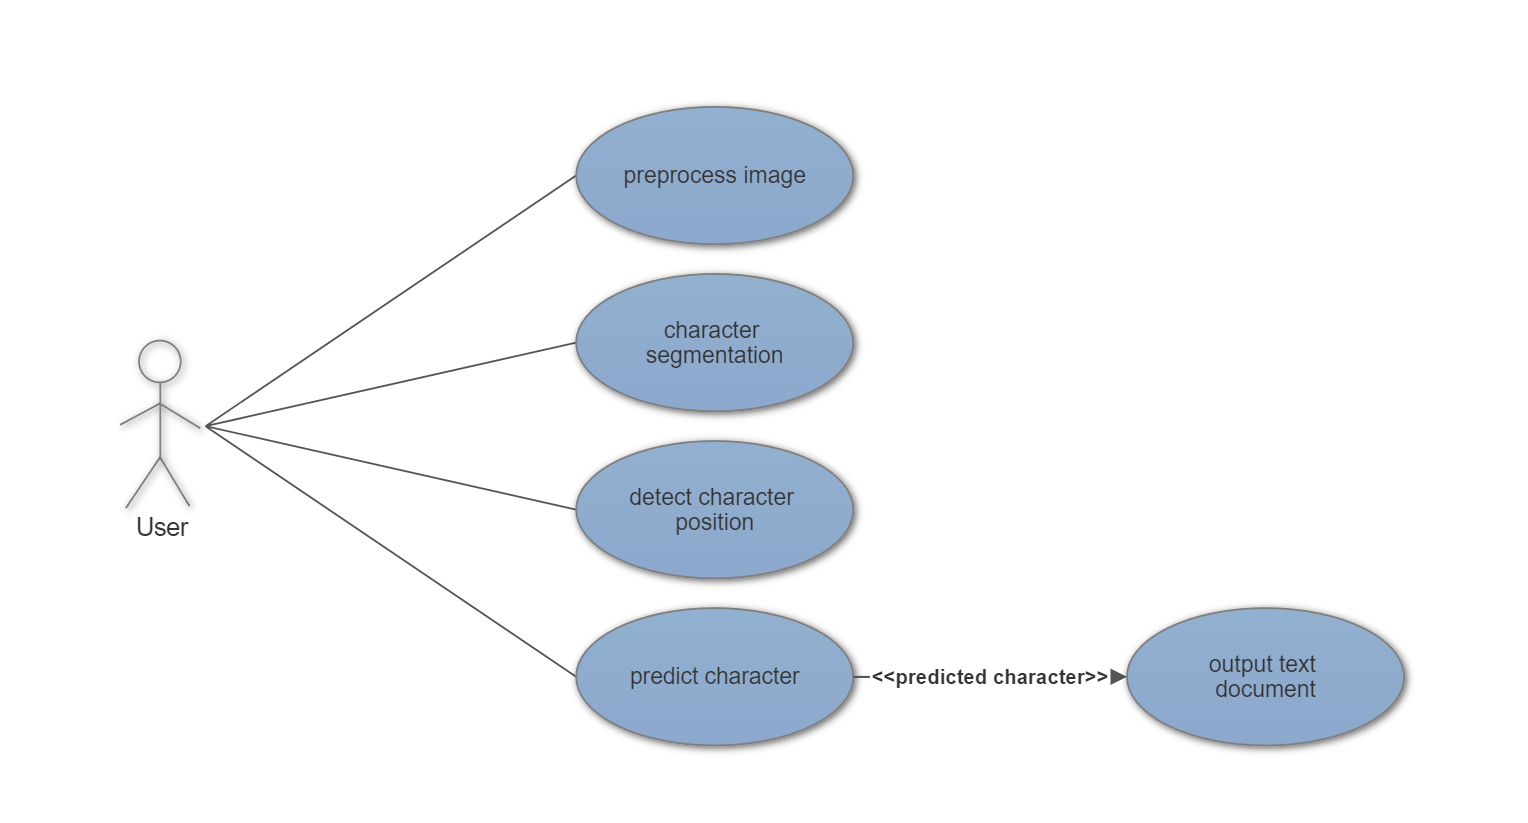 preprocess image
character
segmentation
User
detect character
position
predict character
<<predicted character>>
output text
document